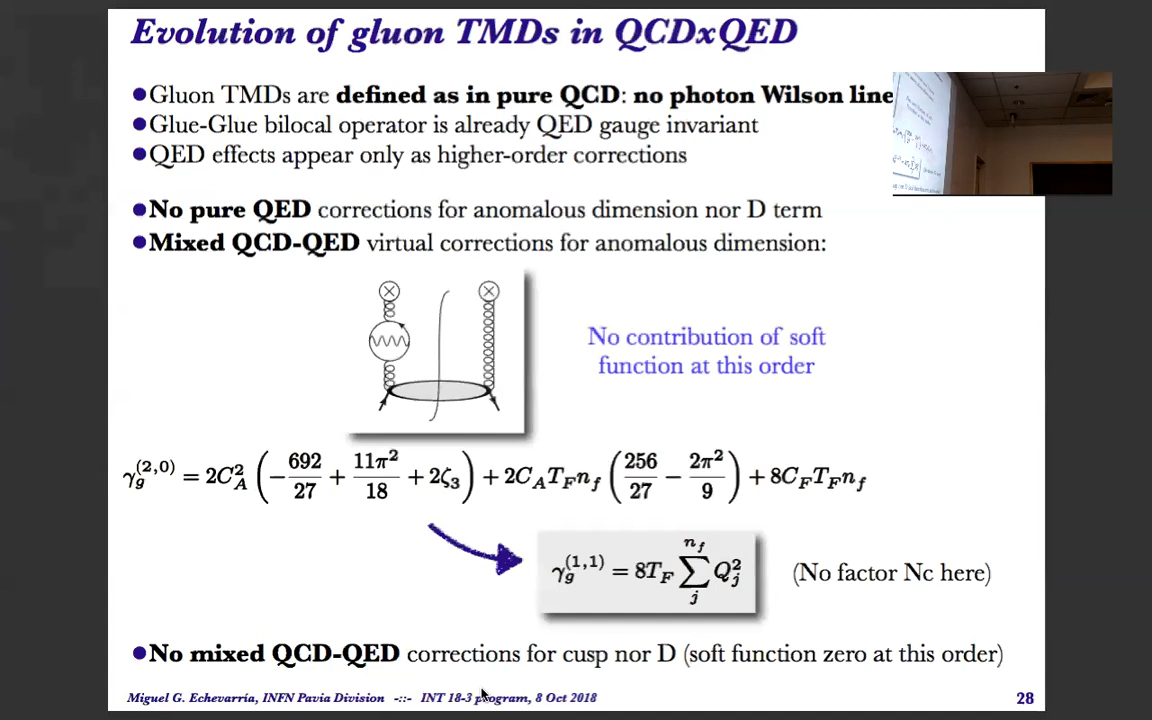 Evolution of gluon TMDs in QCDxQED
●Gluon TMDs are defined as in pure QCD: no photon Wilson line
●Glue-Glue bilocal operator is already QED gauge invariant
●QED effects appear only as higher-order corrections
●No pure QED corrections for anomalous dimension nor D term
●Mixed QCD-QED virtual corrections for anomalous dimension:
No contribution of soft
function at this order
γ_g^{(2,0)} = 2C_A^2 (-692/27 + 11π^2/18 + 2ζ_3) + 2C_A T_F n_f (256/27 - 2π^2/9) + 8C_F T_F n_f
γ_g^{(1,1)} = 8T_F ∑_j^{n_f} Q_j^2 (No factor Nc here)
●No mixed QCD-QED corrections for cusp nor D (soft function zero at this order)
Miguel G. Echevarría, INFN Pavia Division -::- INT 18-3 program, 8 Oct 2018 28